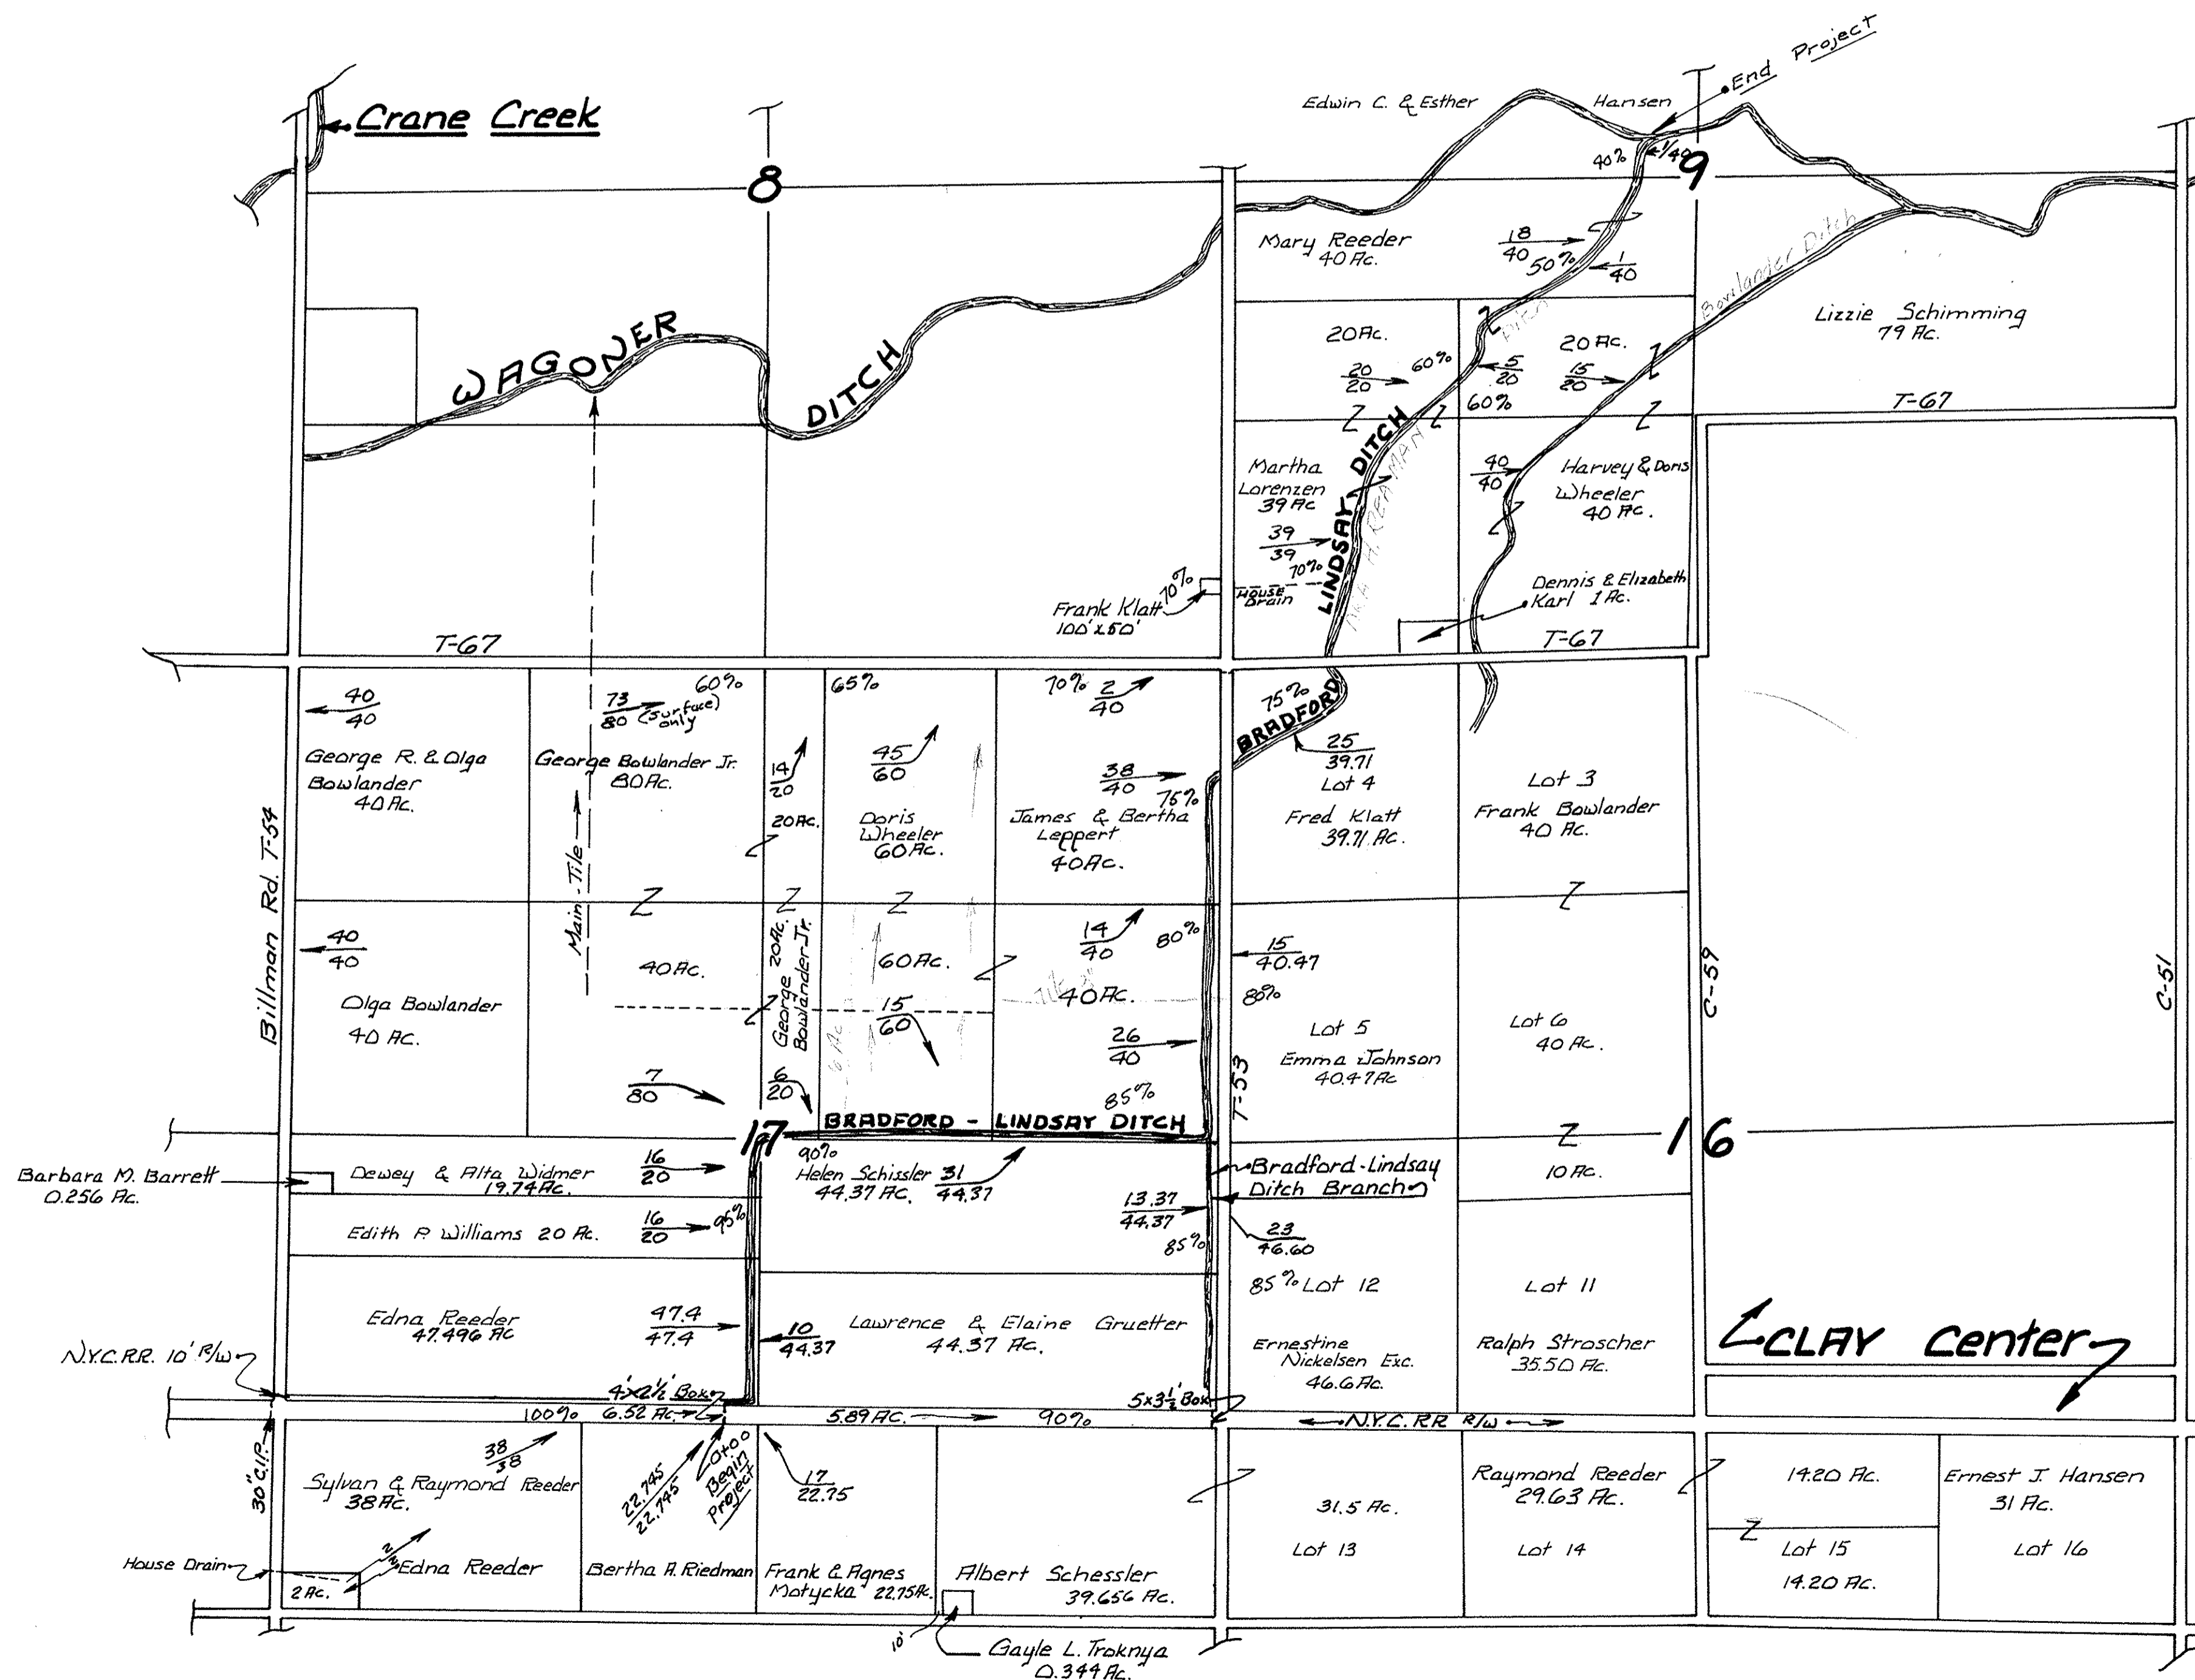 Crane Creek
8
Edwin C. & Esther Hansen
End Project
40%
1/40
9
Mary Reeder
40 Ac.
18/40
50%
1/40
Bowlander Ditch
Lizzie Schimming
79 Ac.
T-67
WAGONER DITCH
20 Ac.
20/20
60%
5/20
20 Ac.
15/20
60%
LINDSAY DITCH
Martha
Lorenzen
39 Ac
39/39
70%
House
Drain
40/40
Harvey & Doris
Wheeler
40 Ac.
Dennis & Elizabeth
Karl 1 Ac.
T-67
70%
Frank Klatt
100' x 50'
T-67
40/40
George R. & Olga
Bowlander
40 Ac.
73/80 (surface)
only
60%
George Bowlander Jr.
80 Ac.
14/20
20 Ac.
65%
45/60
Doris
Wheeler
60 Ac.
70%
2/40
38/40
75%
James & Bertha
Leppert
40 Ac.
75%
BRADFORD
25/39.71
Lot 4
Fred Klatt
39.71 Ac.
Lot 3
Frank Bowlander
40 Ac.
Billman Rd. T-54
Main-Tile
40/40
Olga Bowlander
40 Ac.
40 Ac.
7/80
George 20 Ac.
Bowlander Jr.
6/20
60 Ac.
15/60
14/40
80%
40 Ac.
26/40
85%
15/40.47
80%
Lot 5
Emma Johnson
40.47 Ac
Lot 6
40 Ac.
T-53
C-59
C-51
17
BRADFORD - LINDSAY DITCH
16
Barbara M. Barrett
0.256 Ac.
Dewey & Alta Widmer
19.74 Ac.
16/20
90%
Helen Schissler
44.37 Ac.
31/44.37
Bradford-Lindsay
Ditch Branch
10 Ac.
Edith P. Williams 20 Ac.
16/20
95%
13.37/44.37
85%
23/46.60
85% Lot 12
Lot 11
Edna Reeder
47.496 Ac
47.4/47.4
10/44.37
Lawrence & Elaine Gruetter
44.37 Ac.
Ernestine
Nickelsen Exc.
46.6 Ac.
Ralph Stroscher
35.50 Ac.
CLAY Center
N.Y.C.RR. 10' R/W
4'x2½' Box
5x3½' Box
100%
6.52 Ac.
5.89 AC.
90%
N.Y.C. RR R/W
30" C.I.P.
38/38
Sylvan & Raymond Reeder
38 Ac.
22.745/22.745
0+00
Begin
Project
17/22.75
31.5 Ac.
Lot 13
Raymond Reeder
29.63 Ac.
Lot 14
14.20 Ac.
Lot 15
14.20 Ac.
Ernest J. Hansen
31 Ac.
Lot 16
House Drain
2 Ac.
2/2
Edna Reeder
Bertha A. Riedman
Frank & Agnes
Motycka 22.75 Ac.
Albert Schessler
39.656 Ac.
10'
Gayle L. Troknya
0.344 Ac.